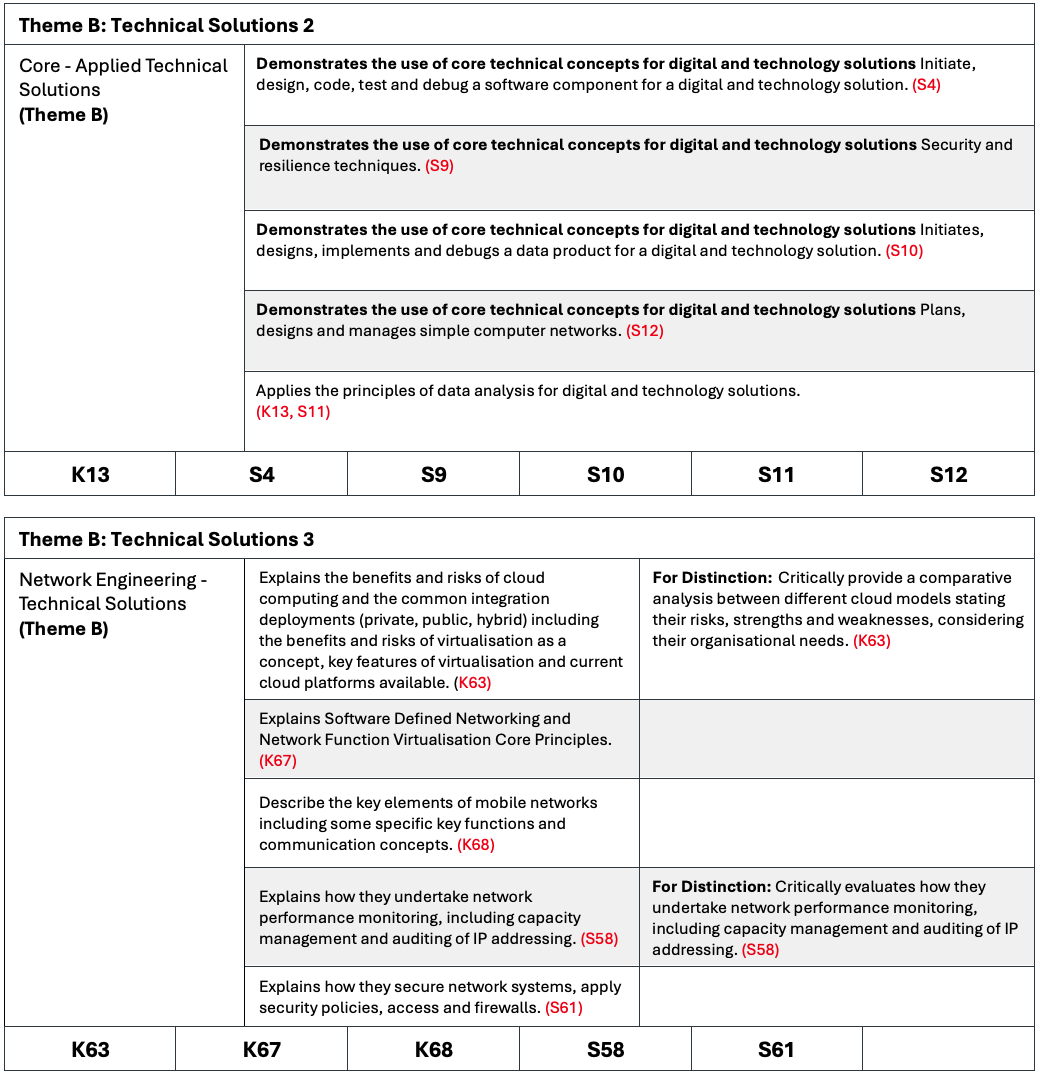 Theme B: Technical Solutions 2
Core - Applied Technical
Solutions
(Theme B)
Demonstrates the use of core technical concepts for digital and technology solutions Initiate,
design, code, test and debug a software component for a digital and technology solution. (S4)
Demonstrates the use of core technical concepts for digital and technology solutions Security and
resilience techniques. (S9)
Demonstrates the use of core technical concepts for digital and technology solutions Initiates,
designs, implements and debugs a data product for a digital and technology solution. (S10)
Demonstrates the use of core technical concepts for digital and technology solutions Plans,
designs and manages simple computer networks. (S12)
Applies the principles of data analysis for digital and technology solutions.
(K13, S11)
K13 S4 S9 S10 S11 S12
Theme B: Technical Solutions 3
Network Engineering -
Technical Solutions
(Theme B)
Explains the benefits and risks of cloud
computing and the common integration
deployments (private, public, hybrid) including
the benefits and risks of virtualisation as a
concept, key features of virtualisation and current
cloud platforms available. (K63)
For Distinction: Critically provide a comparative
analysis between different cloud models stating
their risks, strengths and weaknesses, considering
their organisational needs. (K63)
Explains Software Defined Networking and
Network Function Virtualisation Core Principles.
(K67)
Describe the key elements of mobile networks
including some specific key functions and
communication concepts. (K68)
Explains how they undertake network
performance monitoring, including capacity
management and auditing of IP addressing. (S58)
For Distinction: Critically evaluates how they
undertake network performance monitoring,
including capacity management and auditing of IP
addressing. (S58)
Explains how they secure network systems, apply
security policies, access and firewalls. (S61)
K63 K67 K68 S58 S61